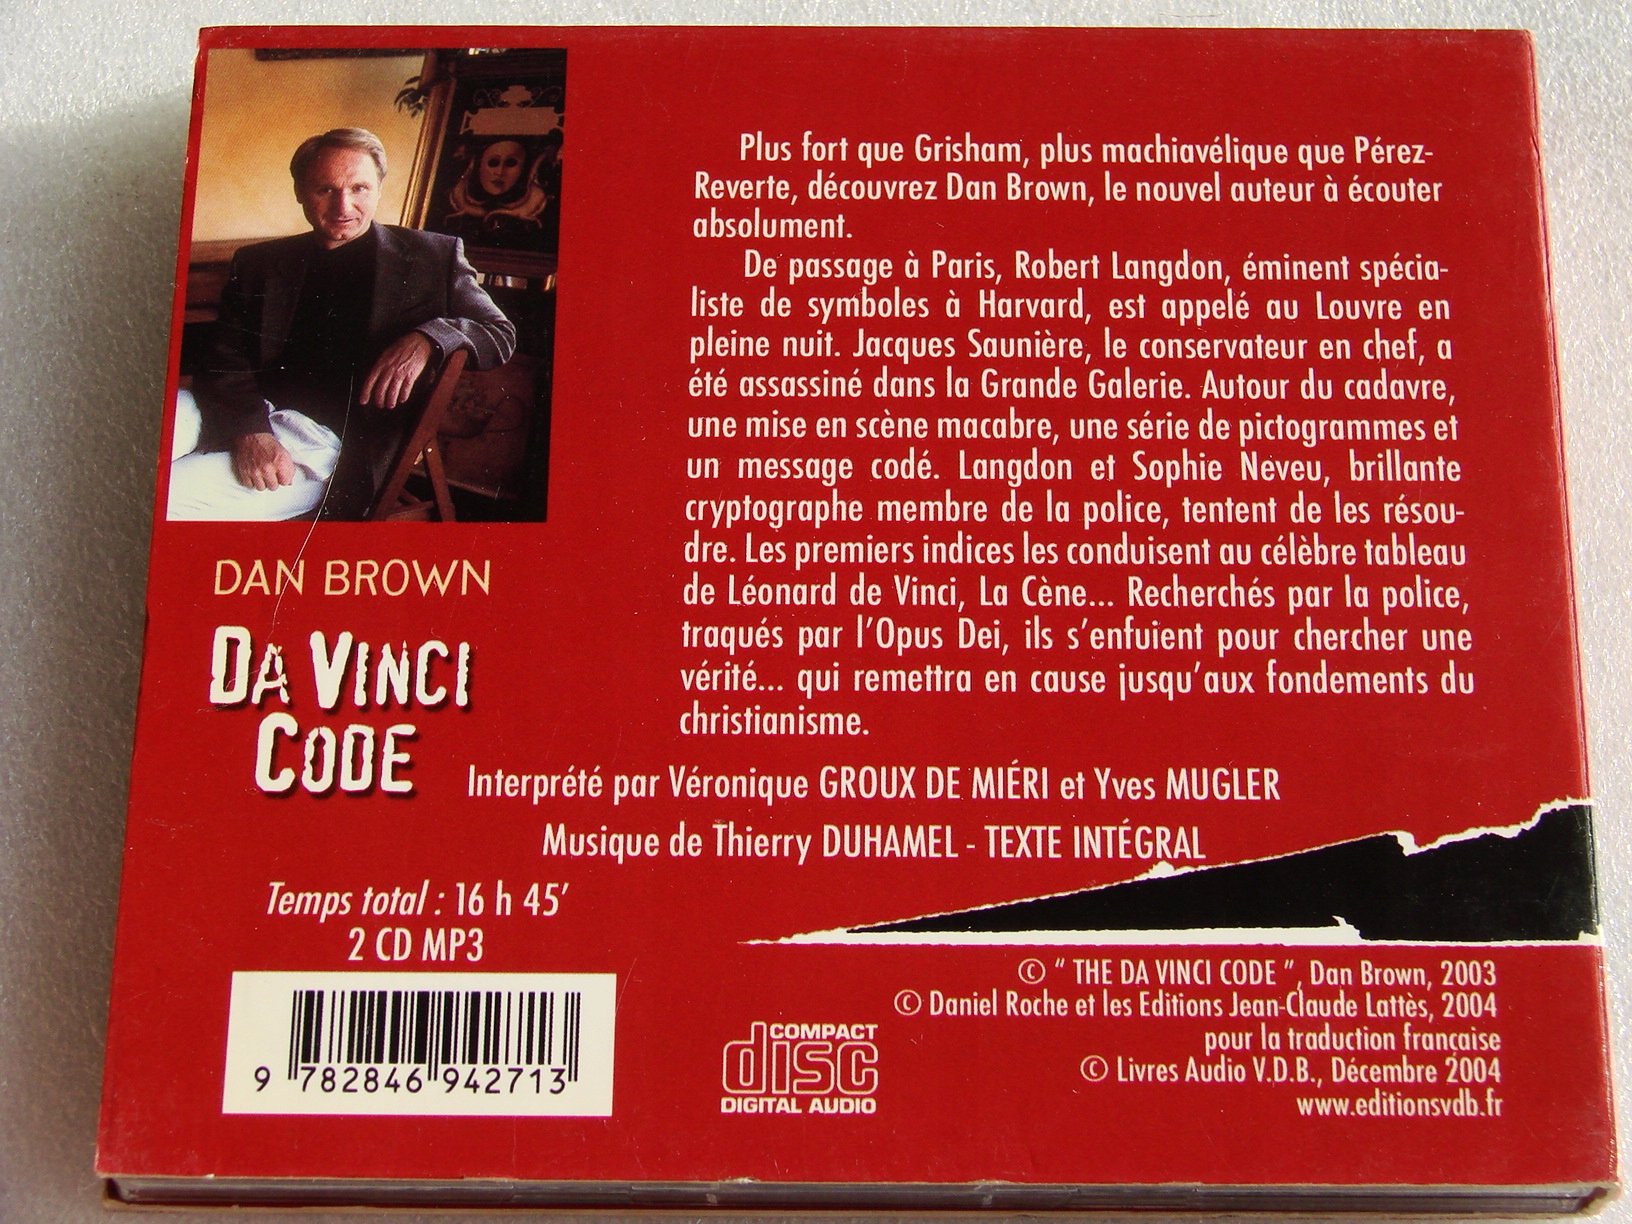 Plus fort que Grisham, plus machiavélique que Pérez-
Reverte, découvrez Dan Brown, le nouvel auteur à écouter
absolument.
De passage à Paris, Robert Langdon, éminent spécia-
liste de symboles à Harvard, est appelé au Louvre en
pleine nuit. Jacques Saunière, le conservateur en chef, a
été assassiné dans la Grande Galerie. Autour du cadavre,
une mise en scène macabre, une série de pictogrammes et
un message codé. Langdon et Sophie Neveu, brillante
cryptographe membre de la police, tentent de les résou-
dre. Les premiers indices les conduisent au célèbre tableau
de Léonard de Vinci, La Cène... Recherchés par la police,
traqués par l'Opus Dei, ils s'enfuient pour chercher une
vérité... qui remettra en cause jusqu'aux fondements du
christianisme.
DAN BROWN
DA VINCI
CODE
Interprété par Véronique GROUX DE MIÉRI et Yves MUGLER
Musique de Thierry DUHAMEL - TEXTE INTÉGRAL
Temps total : 16 h 45'
2 CD MP3
9 782846 942713
COMPACT
disc
DIGITAL AUDIO
© " THE DA VINCI CODE ", Dan Brown, 2003
© Daniel Roche et les Editions Jean-Claude Lattès, 2004
pour la traduction française
© Livres Audio V.D.B., Décembre 2004
www.editionsvdb.fr